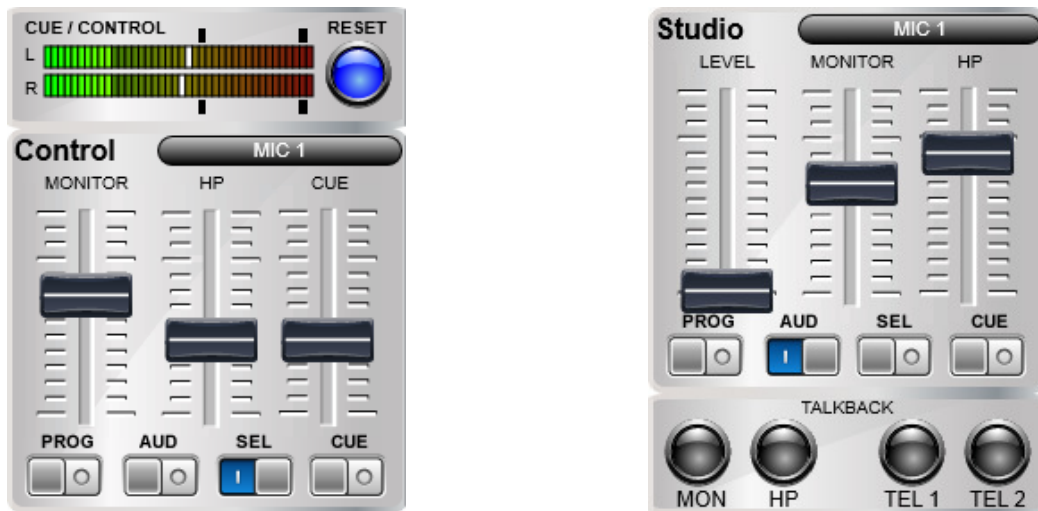 CUE / CONTROL RESET
L
R
Control MIC 1
MONITOR HP CUE
PROG AUD SEL CUE
Studio MIC 1
LEVEL MONITOR HP
PROG AUD SEL CUE
TALKBACK
MON HP TEL 1 TEL 2